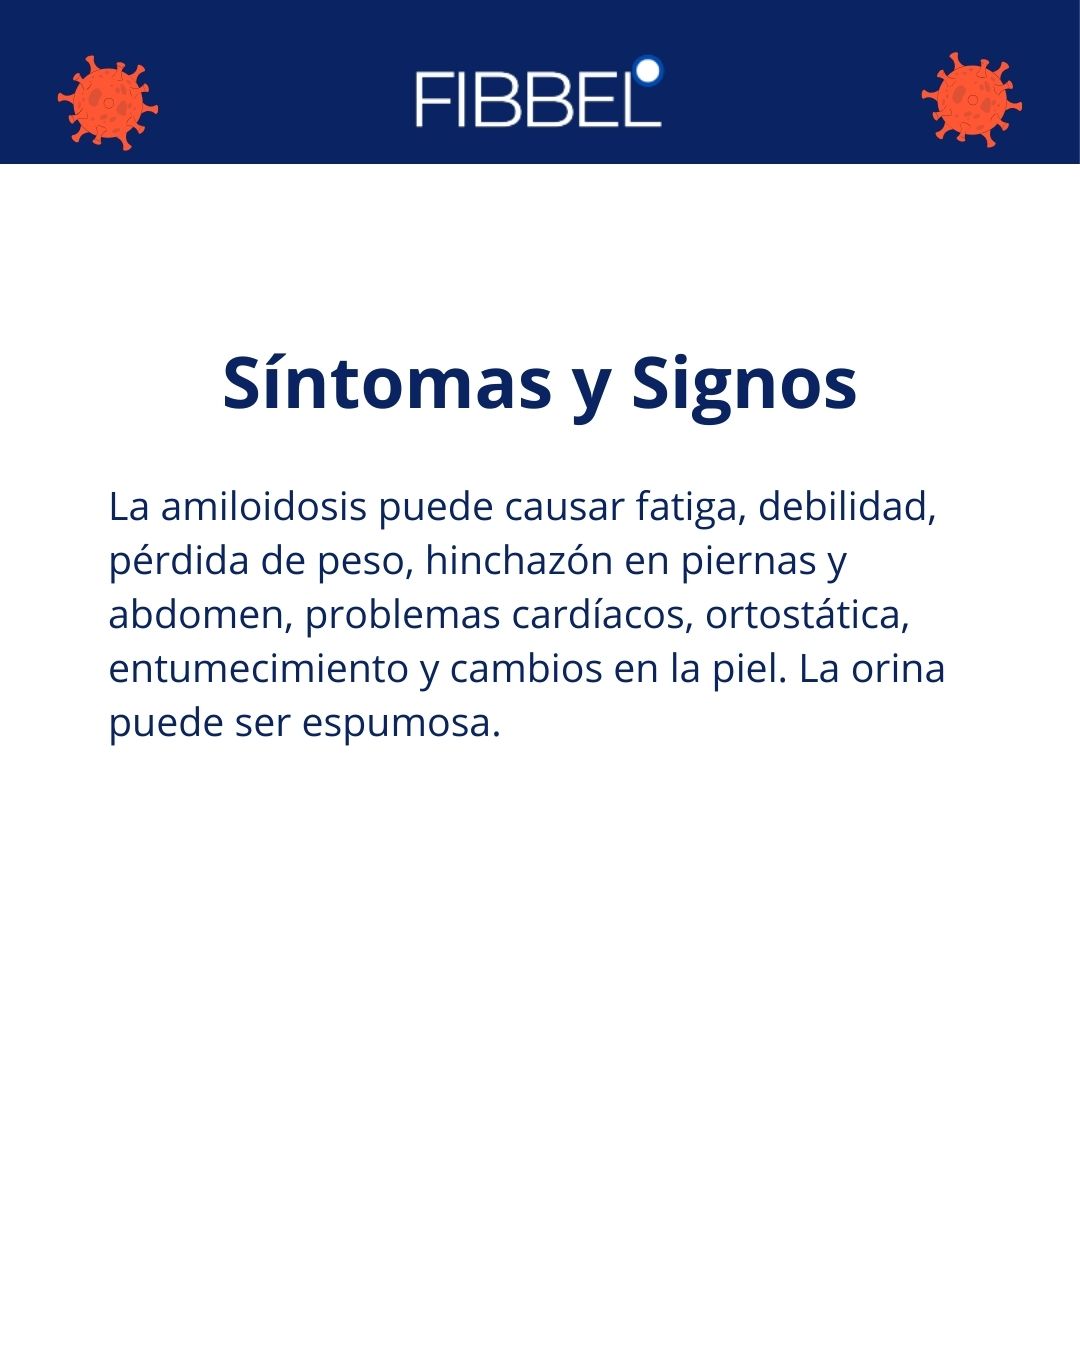 FIBBEL
Síntomas y Signos
La amiloidosis puede causar fatiga, debilidad,
pérdida de peso, hinchazón en piernas y
abdomen, problemas cardíacos, ortostática,
entumecimiento y cambios en la piel. La orina
puede ser espumosa.